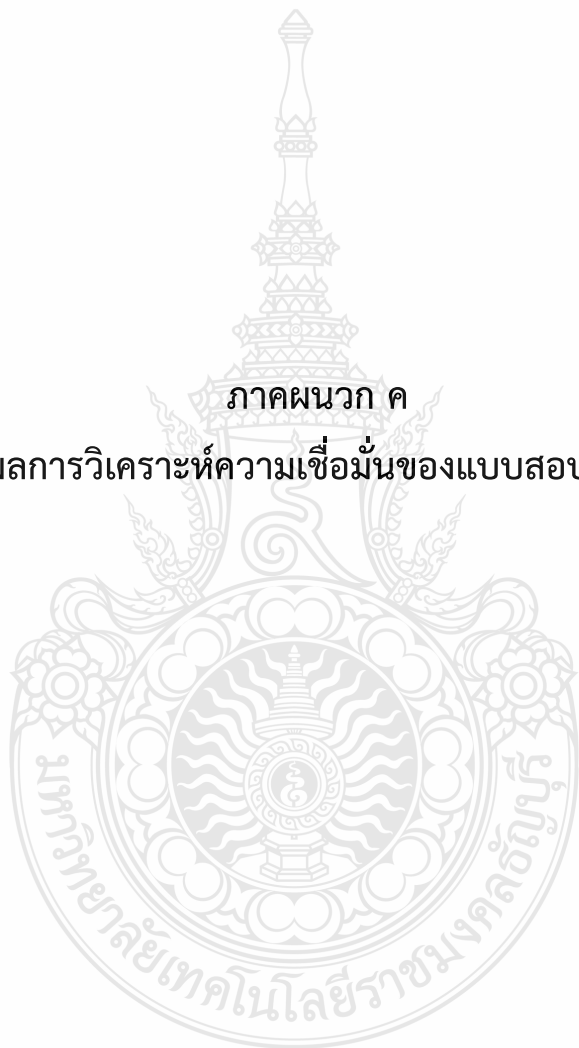 ภาคผนวก ค
ผลการวิเคราะห์ความเชื่อมั่นของแบบสอบ
มหาวิทยาลัยเทคโนโลยีราชมงคลธัญบุรี